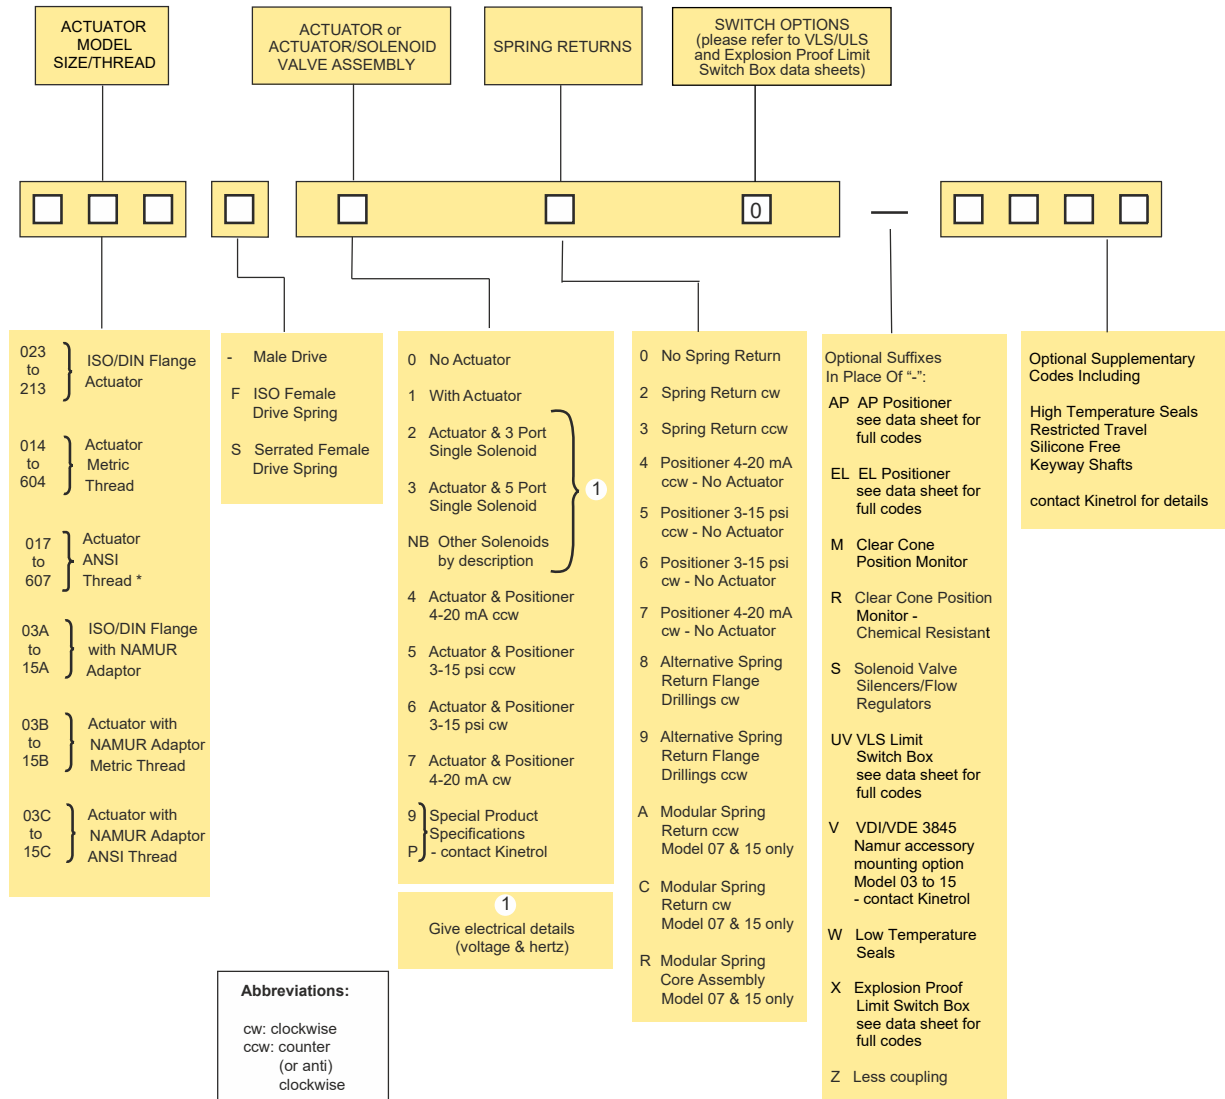 ACTUATOR
MODEL
SIZE/THREAD
ACTUATOR or
ACTUATOR/SOLENOID
VALVE ASSEMBLY
SPRING RETURNS
SWITCH OPTIONS
(please refer to VLS/ULS
and Explosion Proof Limit
Switch Box data sheets)
0
—
023
to
213
ISO/DIN Flange
Actuator
014
to
604
Actuator
Metric
Thread
017
to
607
Actuator
ANSI
Thread *
03A
to
15A
ISO/DIN Flange
with NAMUR
Adaptor
03B
to
15B
Actuator with
NAMUR Adaptor
Metric Thread
03C
to
15C
Actuator with
NAMUR Adaptor
ANSI Thread
- Male Drive
F ISO Female
Drive Spring
S Serrated Female
Drive Spring
0 No Actuator
1 With Actuator
2 Actuator & 3 Port
Single Solenoid
3 Actuator & 5 Port
Single Solenoid
NB Other Solenoids
by description
1
4 Actuator & Positioner
4-20 mA ccw
5 Actuator & Positioner
3-15 psi ccw
6 Actuator & Positioner
3-15 psi cw
7 Actuator & Positioner
4-20 mA cw
9 Special Product
Specifications
P - contact Kinetrol
1
Give electrical details
(voltage & hertz)
0 No Spring Return
2 Spring Return cw
3 Spring Return ccw
4 Positioner 4-20 mA
ccw - No Actuator
5 Positioner 3-15 psi
ccw - No Actuator
6 Positioner 3-15 psi
cw - No Actuator
7 Positioner 4-20 mA
cw - No Actuator
8 Alternative Spring
Return Flange
Drillings cw
9 Alternative Spring
Return Flange
Drillings ccw
A Modular Spring
Return ccw
Model 07 & 15 only
C Modular Spring
Return cw
Model 07 & 15 only
R Modular Spring
Core Assembly
Model 07 & 15 only
Optional Suffixes
In Place Of “-”:
AP AP Positioner
see data sheet for
full codes
EL EL Positioner
see data sheet for
full codes
M Clear Cone
Position Monitor
R Clear Cone Position
Monitor -
Chemical Resistant
S Solenoid Valve
Silencers/Flow
Regulators
UV VLS Limit
Switch Box
see data sheet for
full codes
V VDI/VDE 3845
Namur accessory
mounting option
Model 03 to 15
- contact Kinetrol
W Low Temperature
Seals
X Explosion Proof
Limit Switch Box
see data sheet for
full codes
Z Less coupling
Optional Supplementary
Codes Including
High Temperature Seals
Restricted Travel
Silicone Free
Keyway Shafts
contact Kinetrol for details
Abbreviations:
cw: clockwise
ccw: counter
(or anti)
clockwise